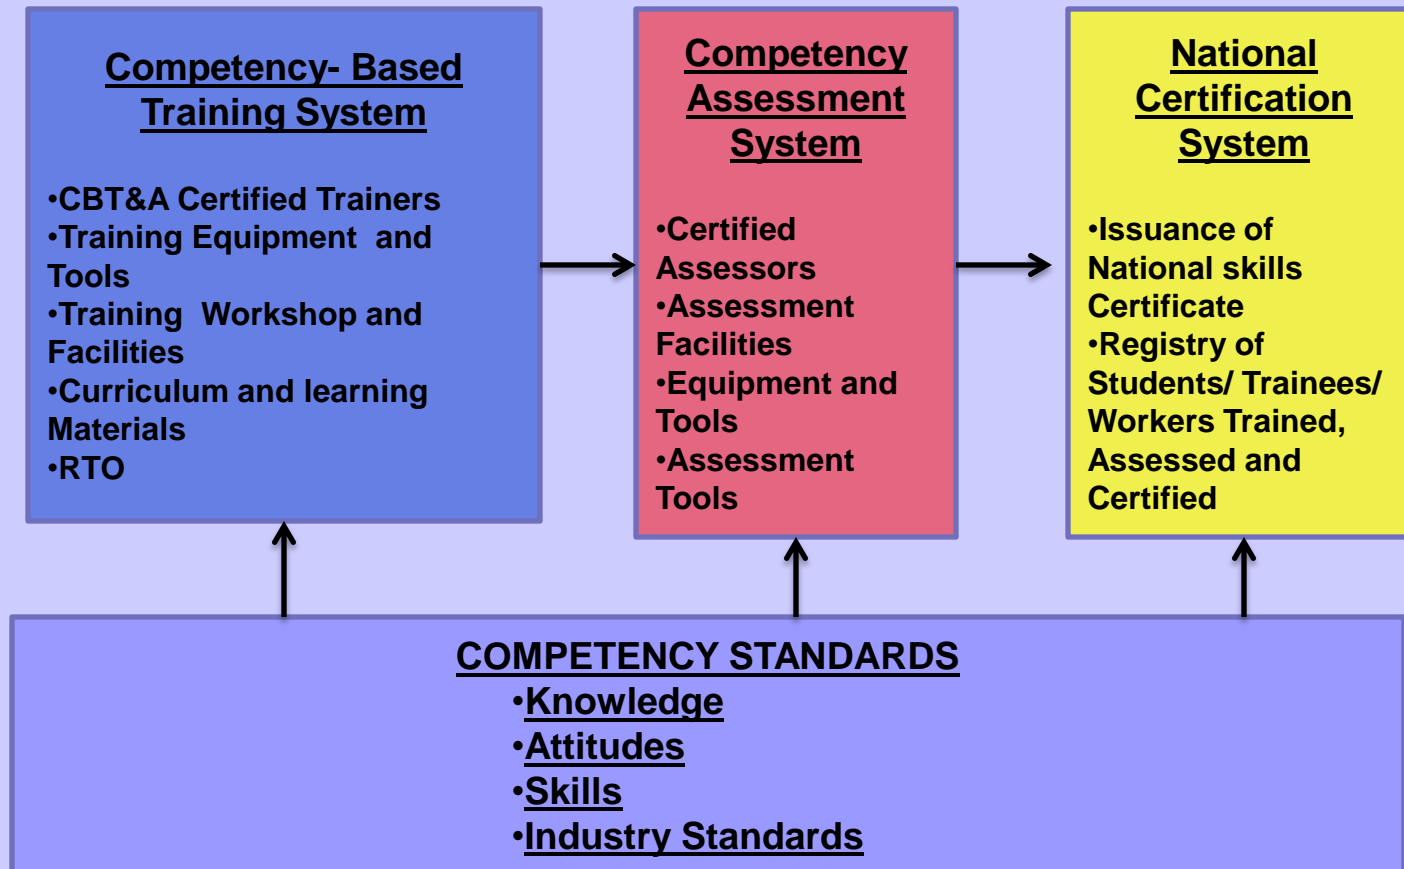 Competency- Based
Training System
•CBT&A Certified Trainers
•Training Equipment  and
Tools
•Training  Workshop and
Facilities
•Curriculum and learning
Materials
•RTO
Competency
Assessment
System
•Certified
Assessors
•Assessment
Facilities
•Equipment and
Tools
•Assessment
Tools
National
Certification
System
•Issuance of
National skills
Certificate
•Registry of
Students/ Trainees/
Workers Trained,
Assessed and
Certified
COMPETENCY STANDARDS
•Knowledge
•Attitudes
•Skills
•Industry Standards